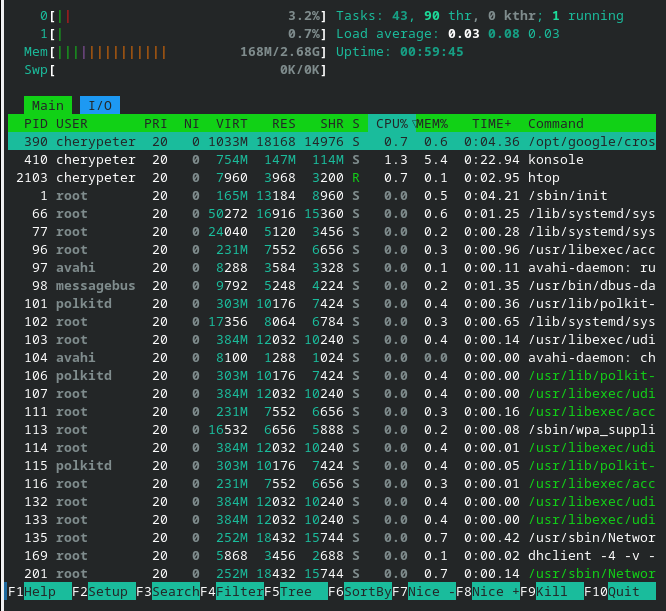 0[|| 3.2%] Tasks: 43, 90 thr, 0 kthr; 1 running
1[| 0.7%] Load average: 0.03 0.08 0.03
Mem[|||||||||||||| 168M/2.68G] Uptime: 00:59:45
Swp[ 0K/0K]
Main I/O
PID USER PRI NI VIRT RES SHR S CPU%▽MEM% TIME+ Command
390 cherypeter 20 0 1033M 18168 14976 S 0.7 0.6 0:04.36 /opt/google/cros
410 cherypeter 20 0 754M 147M 114M S 1.3 5.4 0:22.94 konsole
2103 cherypeter 20 0 7960 3968 3200 R 0.7 0.1 0:02.95 htop
1 root 20 0 165M 13184 8960 S 0.0 0.5 0:04.21 /sbin/init
66 root 20 0 50272 16916 15360 S 0.0 0.6 0:01.25 /lib/systemd/sys
77 root 20 0 24040 5120 3456 S 0.0 0.2 0:00.28 /lib/systemd/sys
96 root 20 0 231M 7552 6656 S 0.0 0.3 0:00.96 /usr/libexec/acc
97 avahi 20 0 8288 3584 3328 S 0.0 0.1 0:00.11 avahi-daemon: ru
98 messagebus 20 0 9792 5248 4224 S 0.0 0.2 0:01.35 /usr/bin/dbus-da
101 polkitd 20 0 303M 10176 7424 S 0.0 0.4 0:00.36 /usr/lib/polkit-
102 root 20 0 17356 8064 6784 S 0.0 0.3 0:00.65 /lib/systemd/sys
103 root 20 0 384M 12032 10240 S 0.0 0.4 0:00.14 /usr/libexec/udi
104 avahi 20 0 8100 1288 1024 S 0.0 0.0 0:00.00 avahi-daemon: ch
106 polkitd 20 0 303M 10176 7424 S 0.0 0.4 0:00.00 /usr/lib/polkit-
107 root 20 0 384M 12032 10240 S 0.0 0.4 0:00.00 /usr/libexec/udi
111 root 20 0 231M 7552 6656 S 0.0 0.3 0:00.16 /usr/libexec/acc
113 root 20 0 16532 6656 5888 S 0.0 0.2 0:00.08 /sbin/wpa_suppli
114 root 20 0 384M 12032 10240 S 0.0 0.4 0:00.01 /usr/libexec/udi
115 polkitd 20 0 303M 10176 7424 S 0.0 0.4 0:00.05 /usr/lib/polkit-
116 root 20 0 231M 7552 6656 S 0.0 0.3 0:00.01 /usr/libexec/acc
132 root 20 0 384M 12032 10240 S 0.0 0.4 0:00.00 /usr/libexec/udi
133 root 20 0 384M 12032 10240 S 0.0 0.4 0:00.00 /usr/libexec/udi
135 root 20 0 252M 18432 15744 S 0.0 0.7 0:00.42 /usr/sbin/Networ
169 root 20 0 5868 3456 2688 S 0.0 0.1 0:00.02 dhclient -4 -v -
201 root 20 0 252M 18432 15744 S 0.0 0.7 0:00.14 /usr/sbin/Networ
F1Help F2Setup F3SearchF4FilterF5Tree F6SortByF7Nice -F8Nice +F9Kill F10Quit